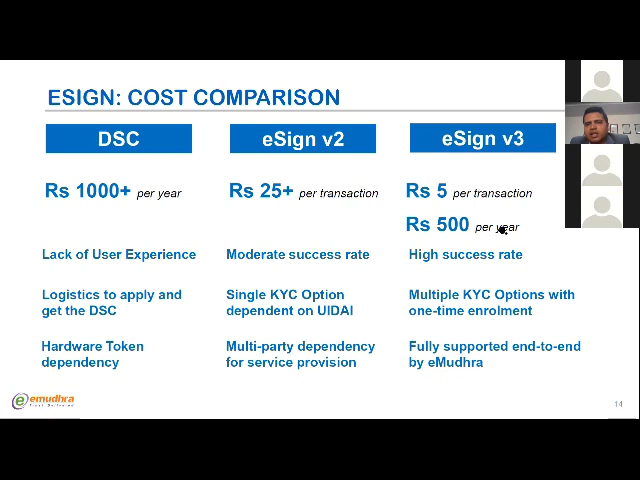 ESIGN: COST COMPARISON
DSC
eSign v2
eSign v3
Rs 1000+ per year
Rs 25+ per transaction
Rs 5 per transaction
Rs 500 per year
Lack of User Experience
Moderate success rate
High success rate
Logistics to apply and
get the DSC
Single KYC Option
dependent on UIDAI
Multiple KYC Options with
one-time enrolment
Hardware Token
dependency
Multi-party dependency
for service provision
Fully supported end-to-end
by eMudhra
emudhra
Trust Delivered
14